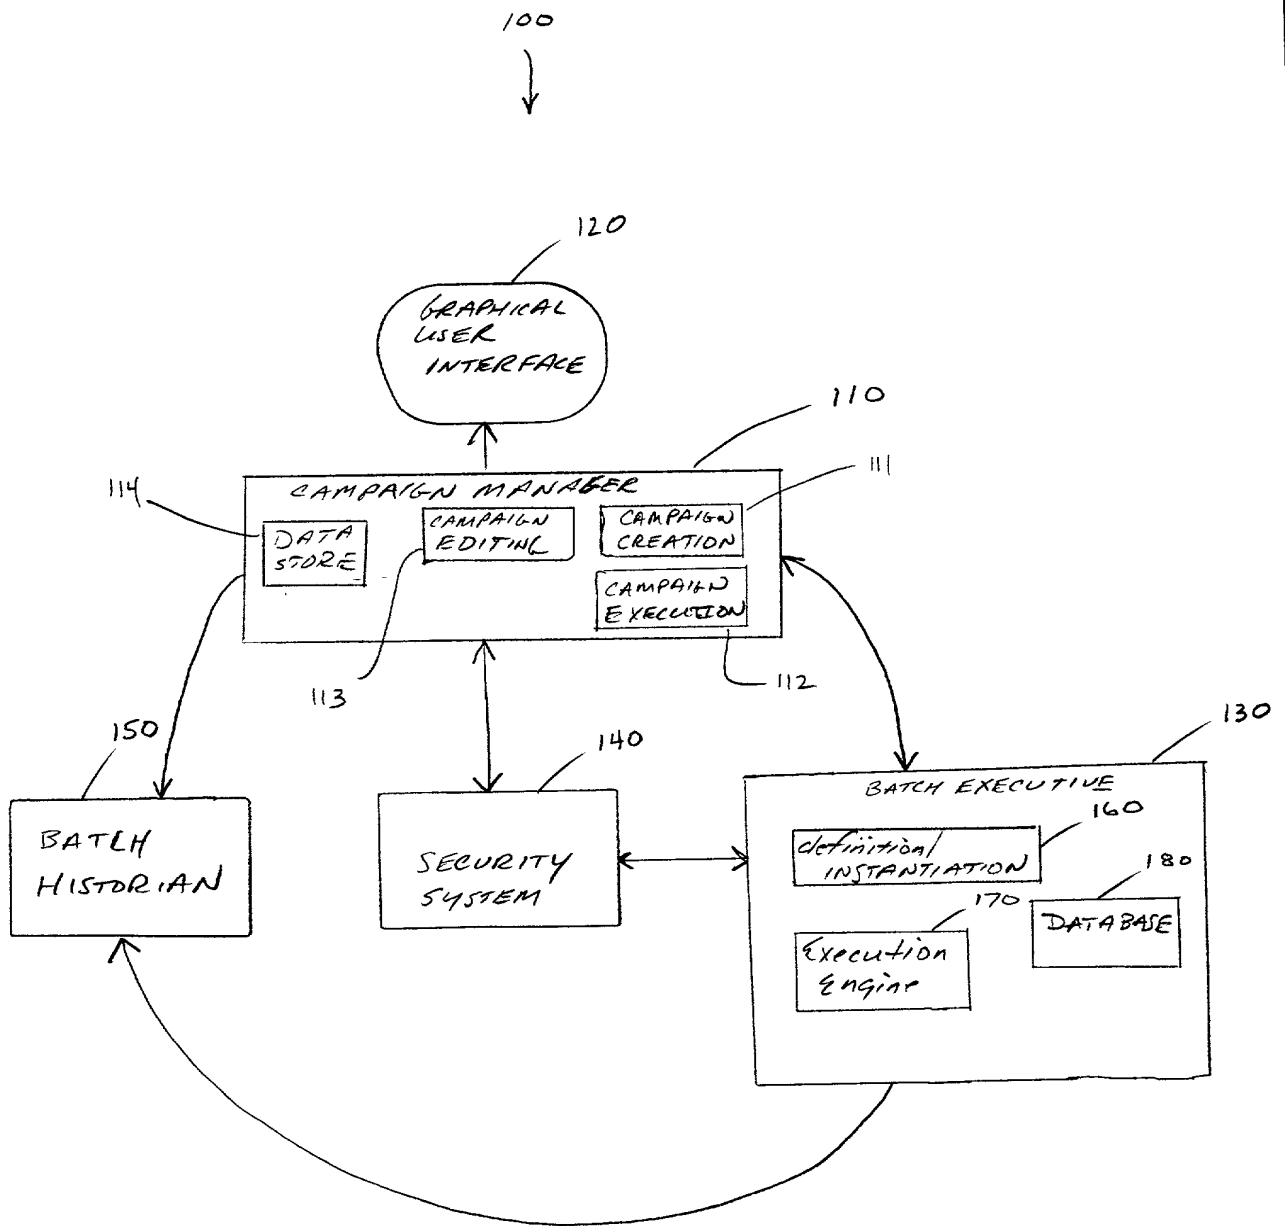 100
120
GRAPHICAL
USER
INTERFACE
110
111
114
CAMPAIGN MANAGER
DATA
STORE
CAMPAIGN
EDITING
CAMPAIGN
CREATION
CAMPAIGN
EXECUTION
113
112
150
140
130
BATCH
HISTORIAN
SECURITY
SYSTEM
BATCH EXECUTIVE
160
definition/
INSTANTIATION
180
170
DATABASE
Execution
Engine